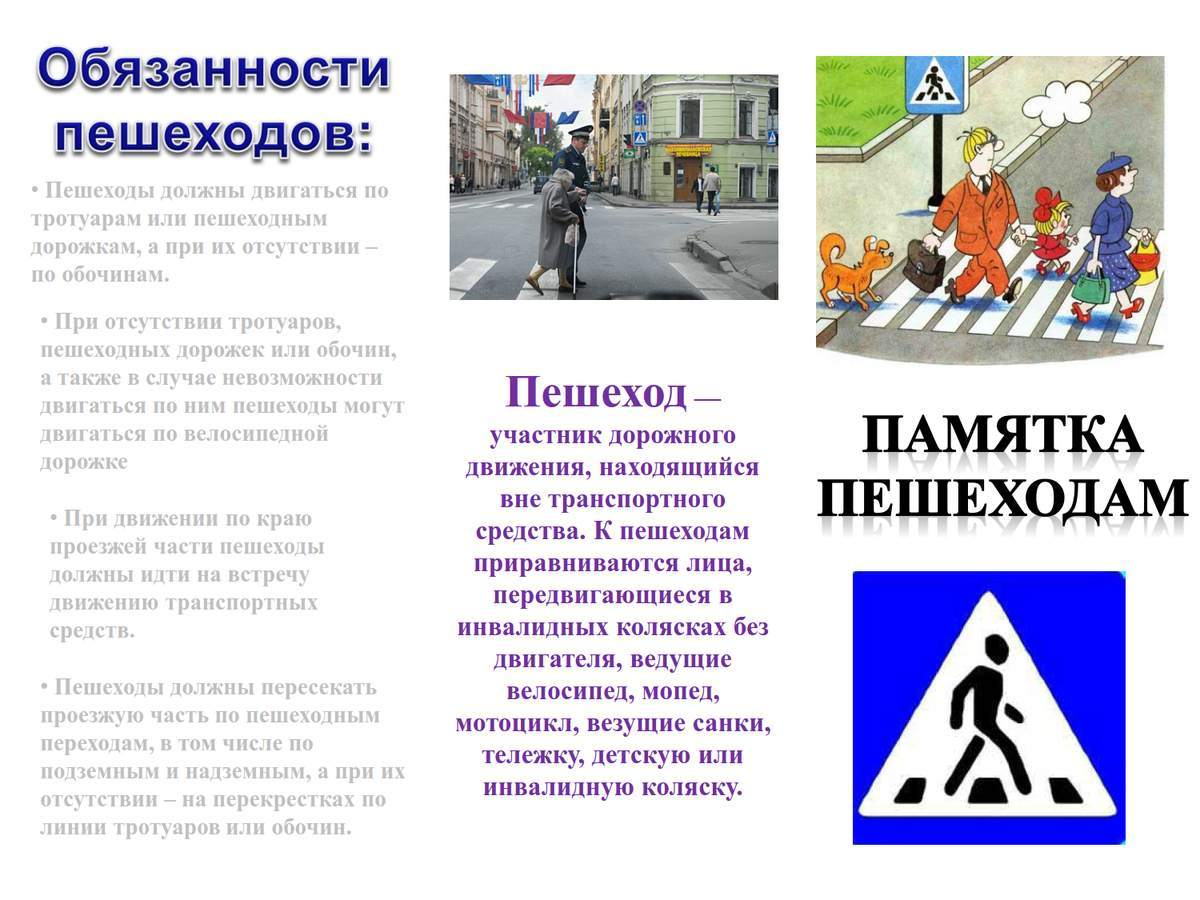 Обязанности
пешеходов:
• Пешеходы должны двигаться по
тротуарам или пешеходным
дорожкам, а при их отсутствии –
по обочинам.
• При отсутствии тротуаров,
пешеходных дорожек или обочин,
а также в случае невозможности
двигаться по ним пешеходы могут
двигаться по велосипедной
дорожке
• При движении по краю
проезжей части пешеходы
должны идти на встречу
движению транспортных
средств.
• Пешеходы должны пересекать
проезжую часть по пешеходным
переходам, в том числе по
подземным и надземным, а при их
отсутствии – на перекрестках по
линии тротуаров или обочин.
Пешеход —
участник дорожного
движения, находящийся
вне транспортного
средства. К пешеходам
приравниваются лица,
передвигающиеся в
инвалидных колясках без
двигателя, ведущие
велосипед, мопед,
мотоцикл, везущие санки,
тележку, детскую или
инвалидную коляску.
ПАМЯТКА
ПЕШЕХОДАМ